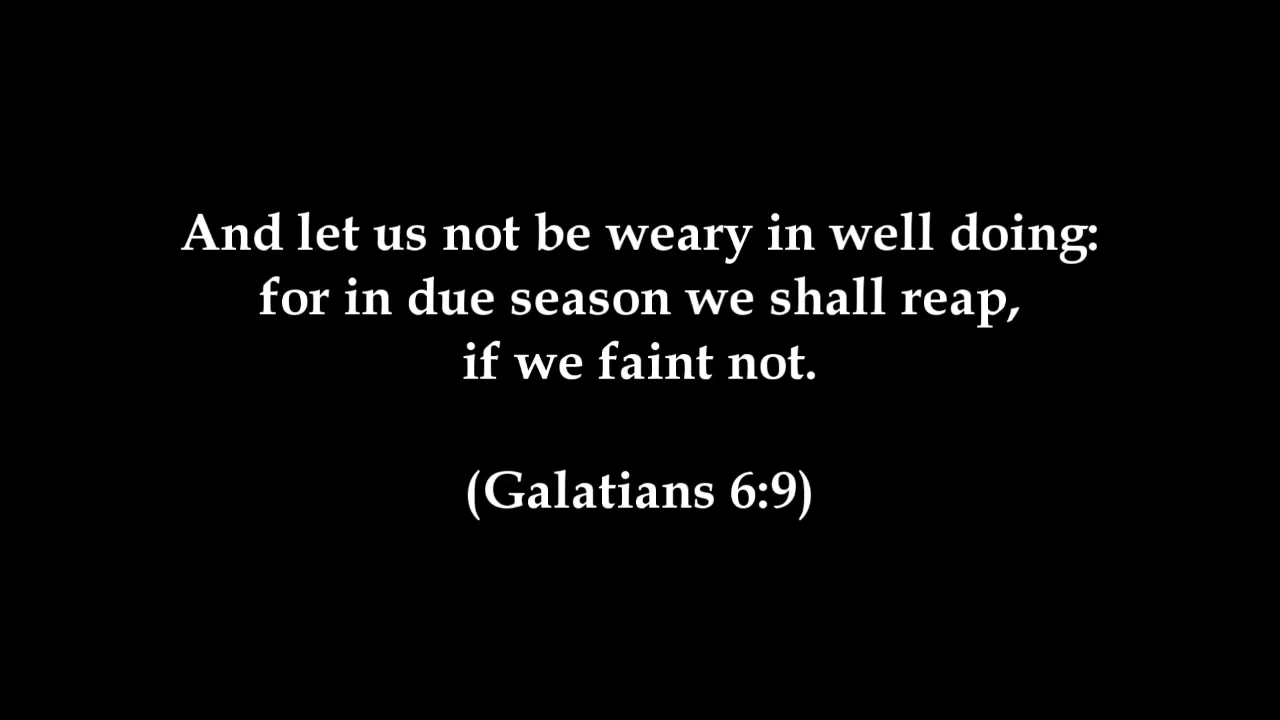 And let us not be weary in well doing:
for in due season we shall reap,
if we faint not.
(Galatians 6:9)